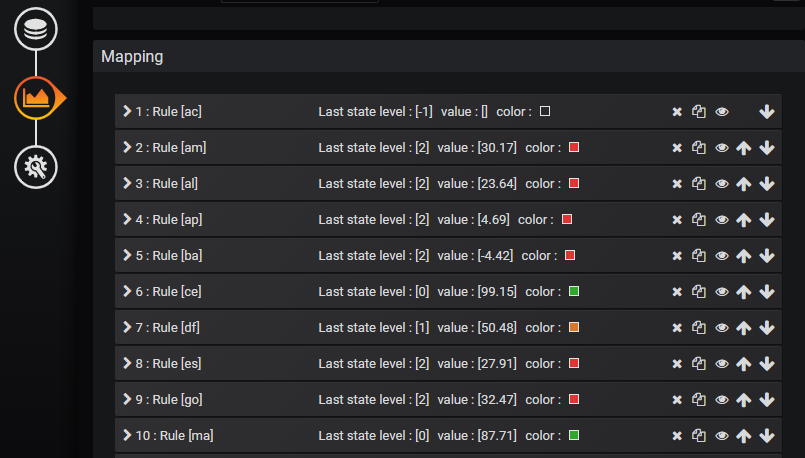 Mapping
1 : Rule [ac] Last state level : [-1] value : [] color :
2 : Rule [am] Last state level : [2] value : [30.17] color :
3 : Rule [al] Last state level : [2] value : [23.64] color :
4 : Rule [ap] Last state level : [2] value : [4.69] color :
5 : Rule [ba] Last state level : [2] value : [-4.42] color :
6 : Rule [ce] Last state level : [0] value : [99.15] color :
7 : Rule [df] Last state level : [1] value : [50.48] color :
8 : Rule [es] Last state level : [2] value : [27.91] color :
9 : Rule [go] Last state level : [2] value : [32.47] color :
10 : Rule [ma] Last state level : [0] value : [87.71] color :